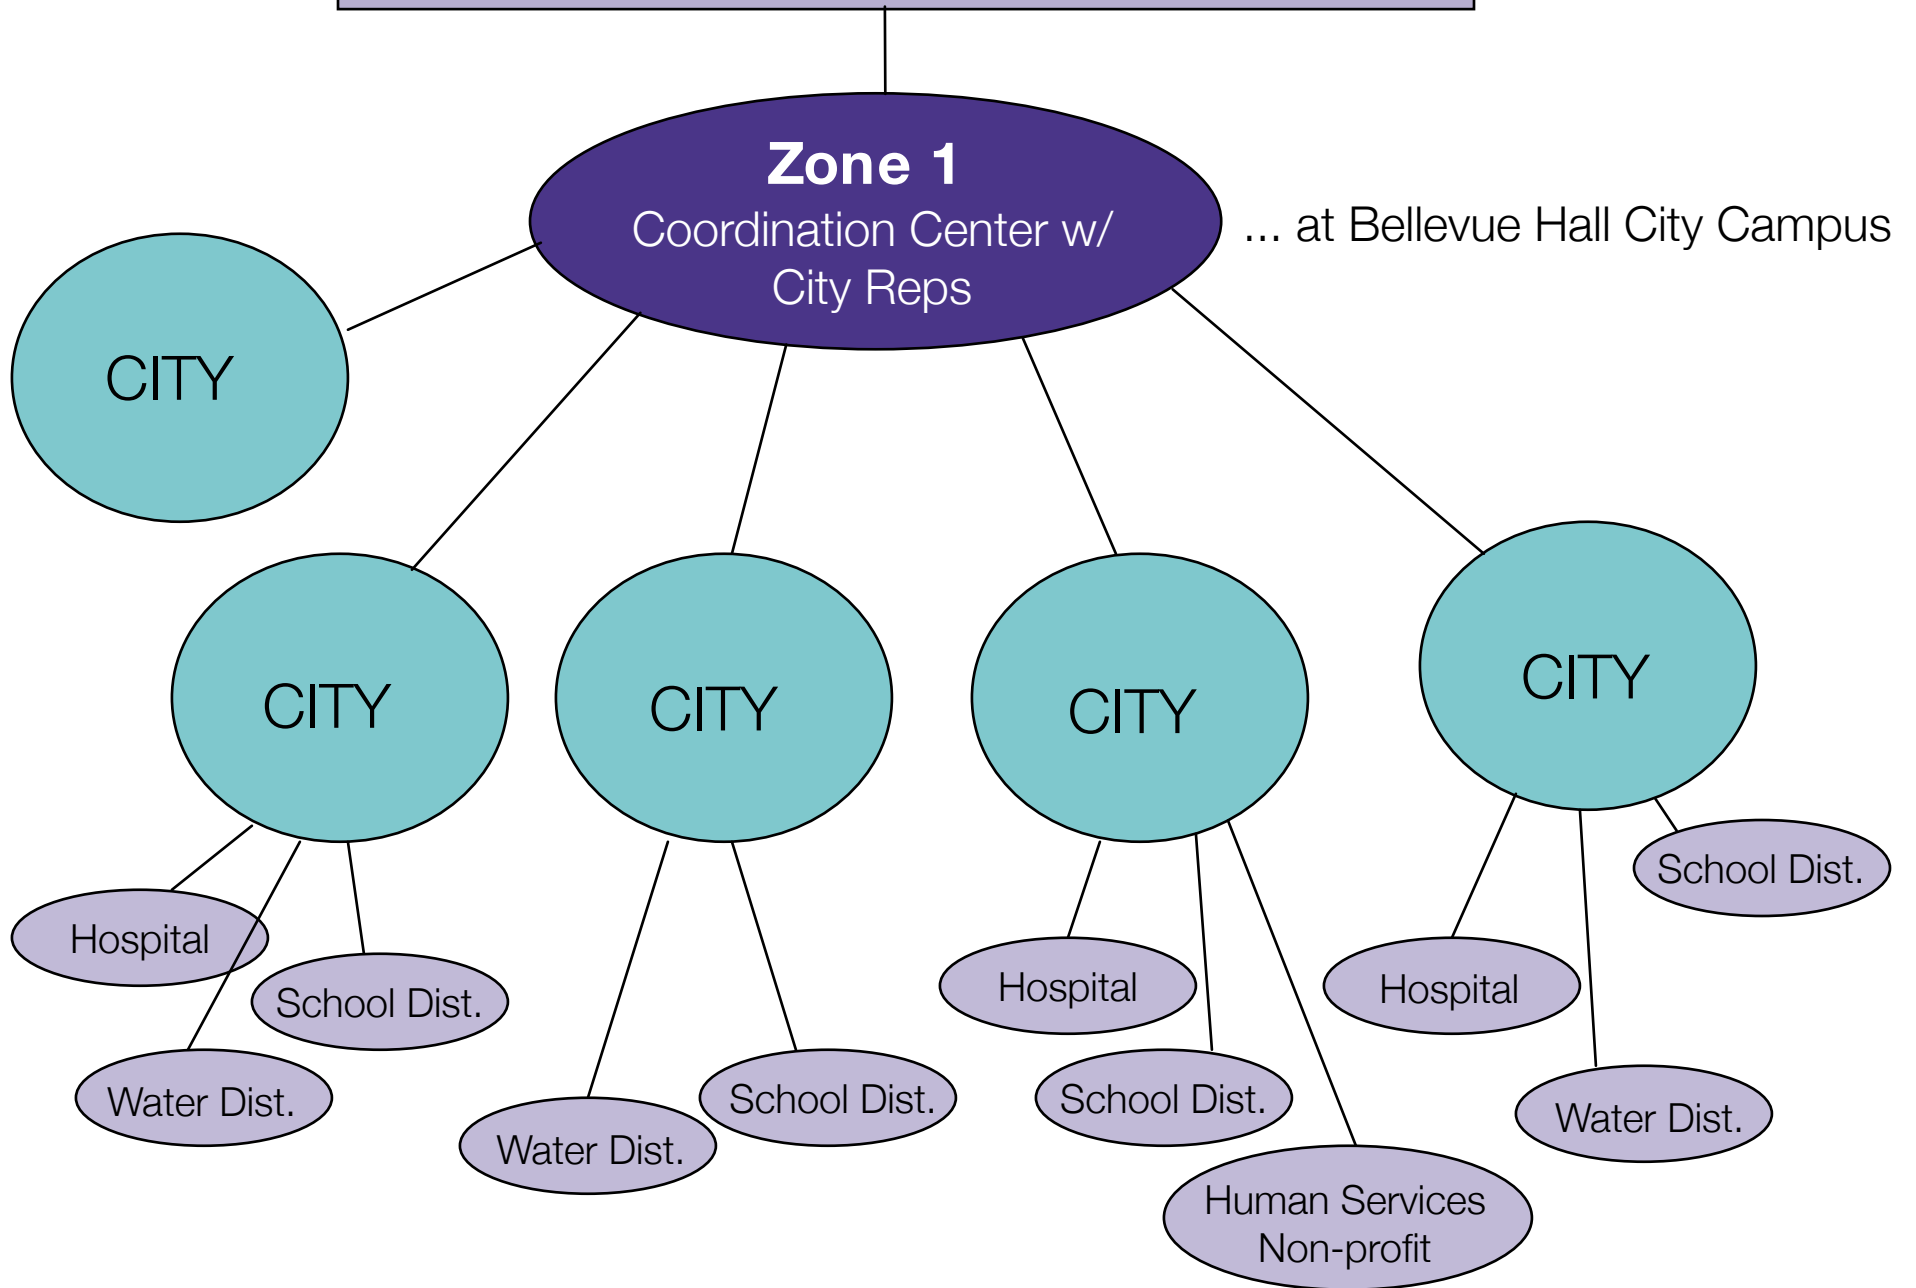 Zone 1
Coordination Center w/
City Reps
... at Bellevue Hall City Campus
CITY
CITY
CITY
CITY
CITY
Hospital
School Dist.
Water Dist.
Water Dist.
School Dist.
Hospital
School Dist.
Human Services
Non-profit
Hospital
Water Dist.
School Dist.